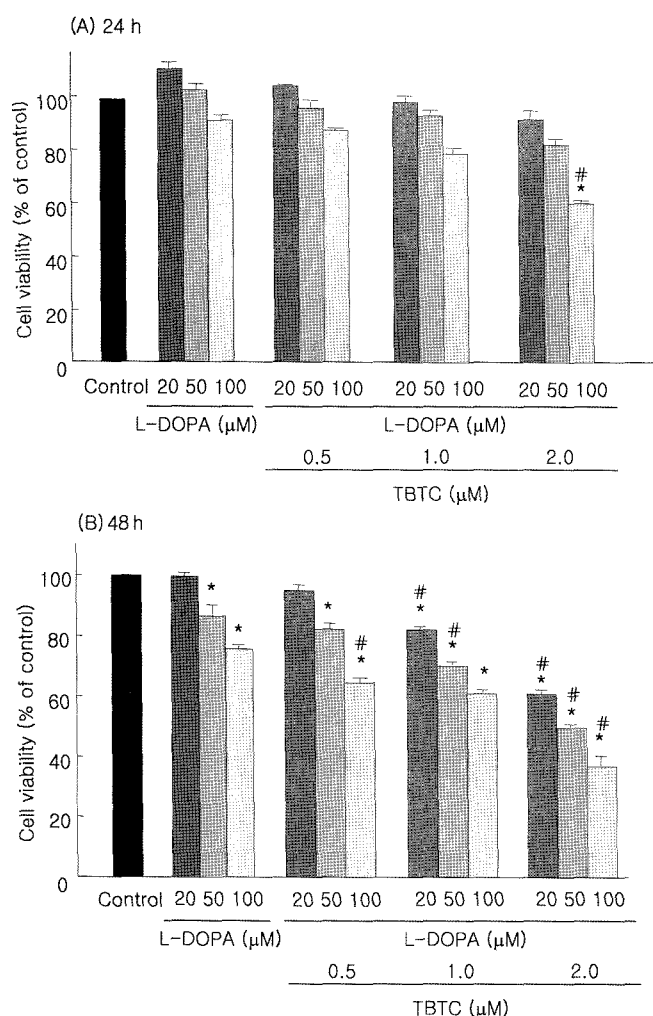 (A) 24 h
Cell viability (% of control)
100
80
60
40
20
0
#
*
Control 20 50 100 20 50 100 20 50 100 20 50 100
L-DOPA (μM) L-DOPA (μM)
0.5 1.0 2.0
TBTC (μM)
(B) 48 h
Cell viability (% of control)
100
80
60
40
20
0
*
*
*
#
*
#
*
#
*
*
#
*
#
*
#
*
Control 20 50 100 20 50 100 20 50 100 20 50 100
L-DOPA (μM) L-DOPA (μM)
0.5 1.0 2.0
TBTC (μM)